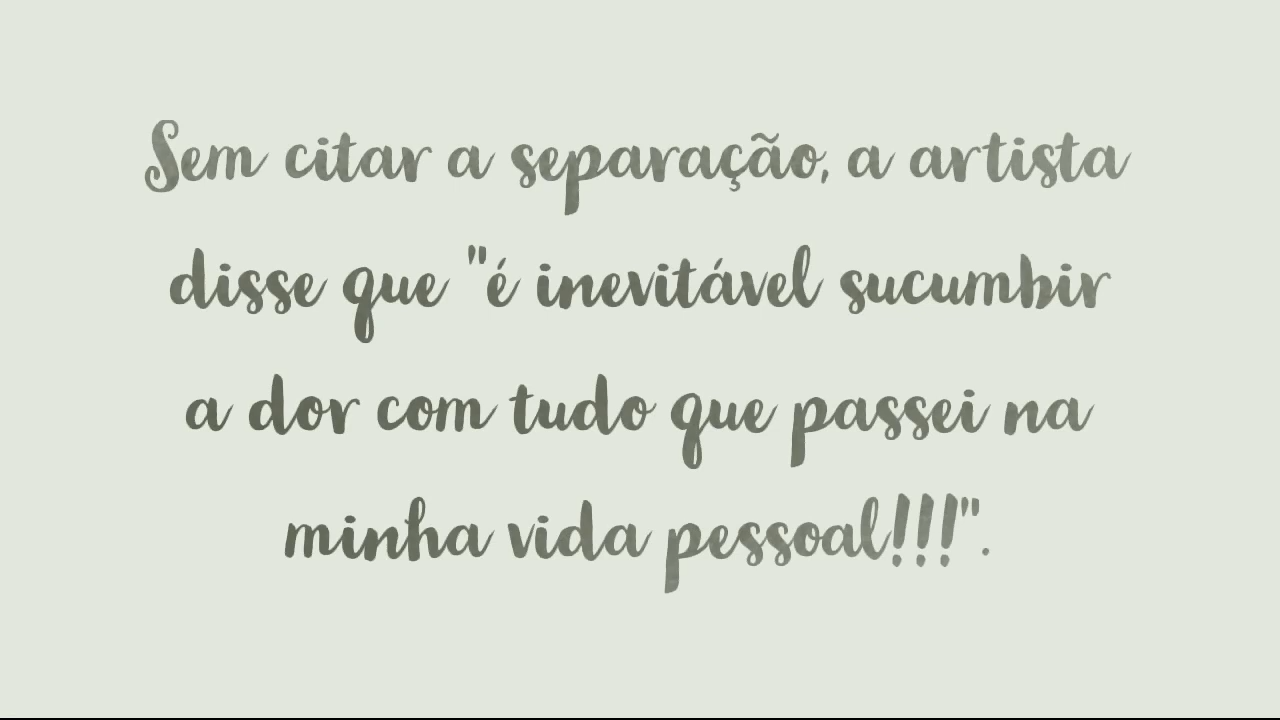 Sem citar a separação, a artista
disse que "é inevitável sucumbir
a dor com tudo que passei na
minha vida pessoal!!!".